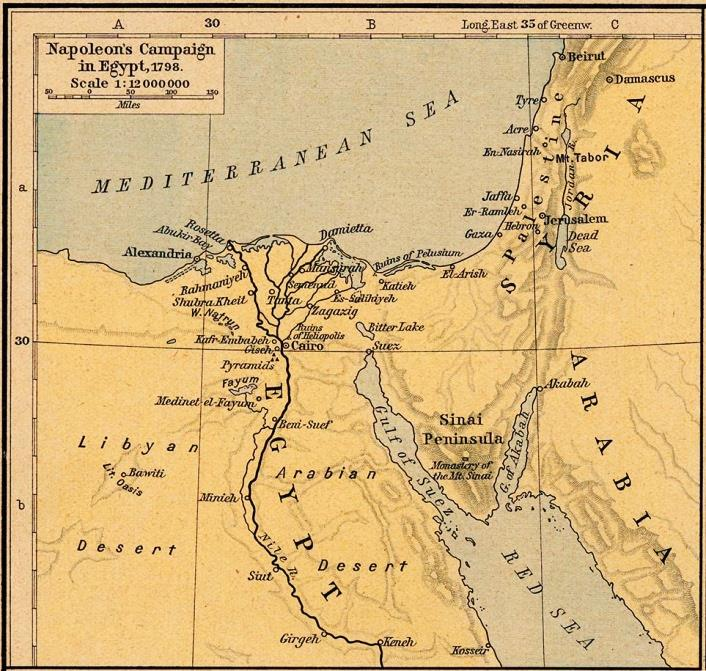 A
30
B
Long. East 35 of Greenw.
C
Napoleon's Campaign
in Egypt, 1798.
Scale 1:12000000
50 0 50 100 150
Miles
Beirut
Damascus
Tyre
Acre
En-Nasirah
Mt. Tabor
Palestine
Jordan R.
SYRIA
MEDITERRANEAN SEA
a
Jaffa
Er-Ramleh
Jerusalem
Hebron
Gaza
Dead
Sea
Rosetta
Abukir-Bay
Damietta
Alexandria
Ruins of Pelusium
Mansurah
El-Arish
Rahmaniyeh
Semenud
Katieh
Shubra Kheit
Tanta
Es-Salihiyeh
W. Natrun
Zagazig
Ruins
of Heliopolis
Bitter Lake
30
Kafr-Embabeh
Giseh
Cairo
Suez
Pyramids
Fayum
Medinet-el-Fayum
Akabah
ARABIA
EGYPT
Sinai
Peninsula
Beni-Suef
Gulf of Suez
G. of Akabah
Libyan
Monastery of
the Mt. Sinai
Bawiti
Lit. Oasis
Arabian
Minieh
b
Desert
Nile R.
Desert
RED SEA
Siut
Girgeh
Keneh
Kosseir